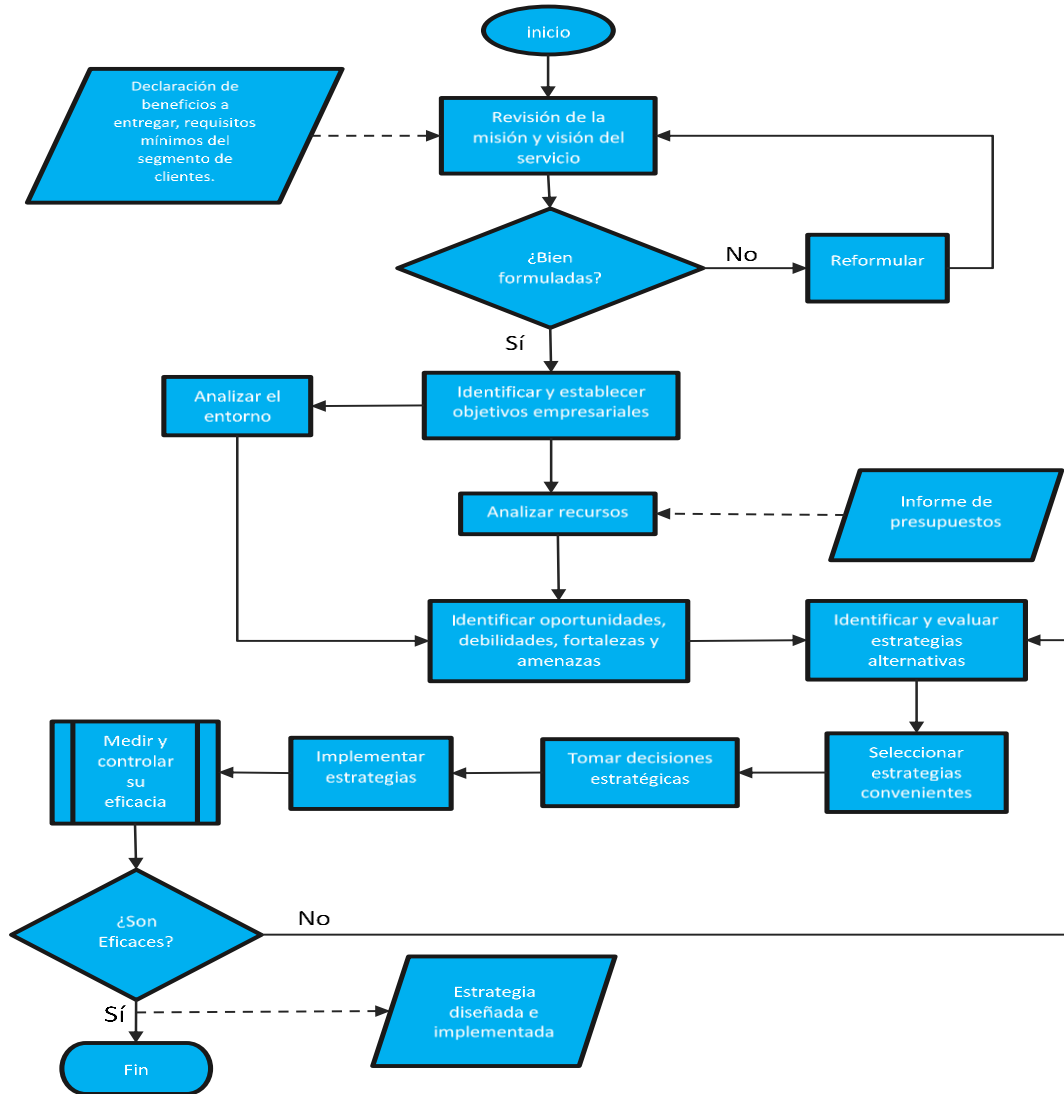 inicio
Declaración de
beneficios a
entregar, requisitos
mínimos del
segmento de
clientes.
Revisión de la
misión y visión del
servicio
¿Bien
formuladas?
No
Reformular
Sí
Analizar el
entorno
Identificar y establecer
objetivos empresariales
Analizar recursos
Informe de
presupuestos
Identificar oportunidades,
debilidades, fortalezas y
amenazas
Identificar y evaluar
estrategias
alternativas
Medir y
controlar
su
eficacia
Implementar
estrategias
Tomar decisiones
estratégicas
Seleccionar
estrategias
convenientes
¿Son
Eficaces?
No
Sí
Estrategia
diseñada e
implementada
Fin